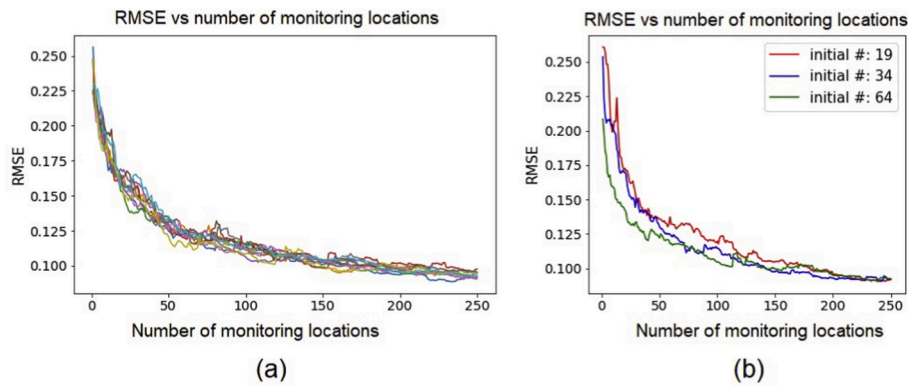 RMSE vs number of monitoring locations
0.250
0.225
0.200
0.175
0.150
0.125
0.100
RMSE
0 50 100 150 200 250
Number of monitoring locations
(a)
RMSE vs number of monitoring locations
initial #: 19
initial #: 34
initial #: 64
0.250
0.225
0.200
0.175
0.150
0.125
0.100
RMSE
0 50 100 150 200 250
Number of monitoring locations
(b)